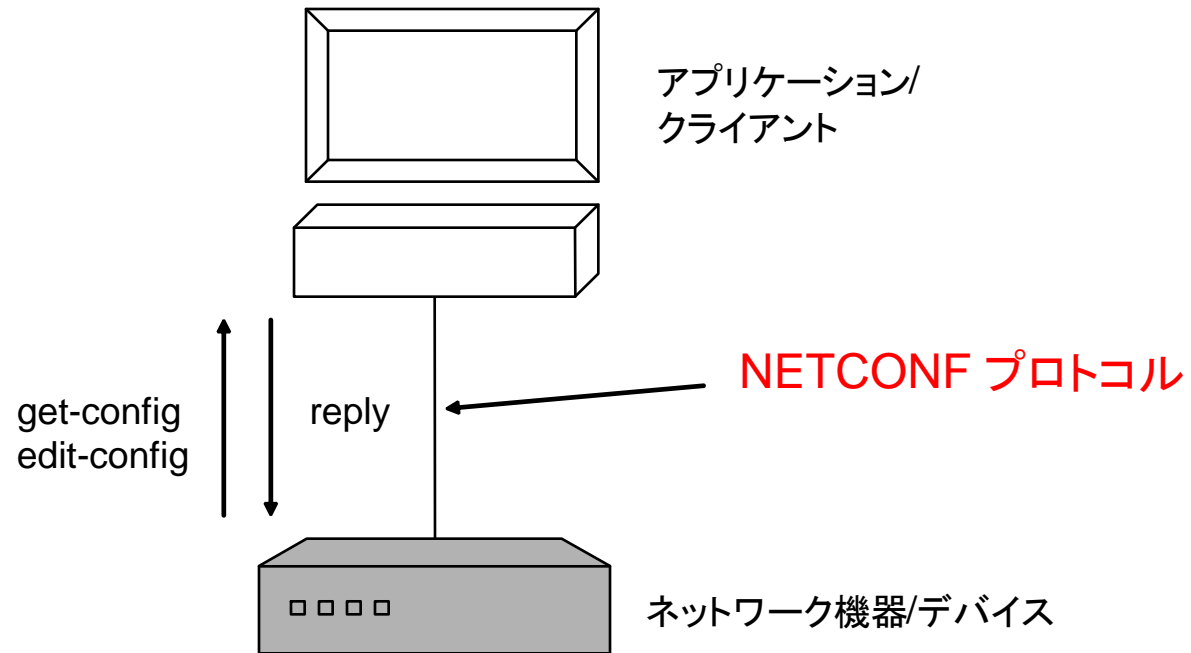 アプリケーション/
クライアント
NETCONF プロトコル
get-config
edit-config
reply
ネットワーク機器/デバイス